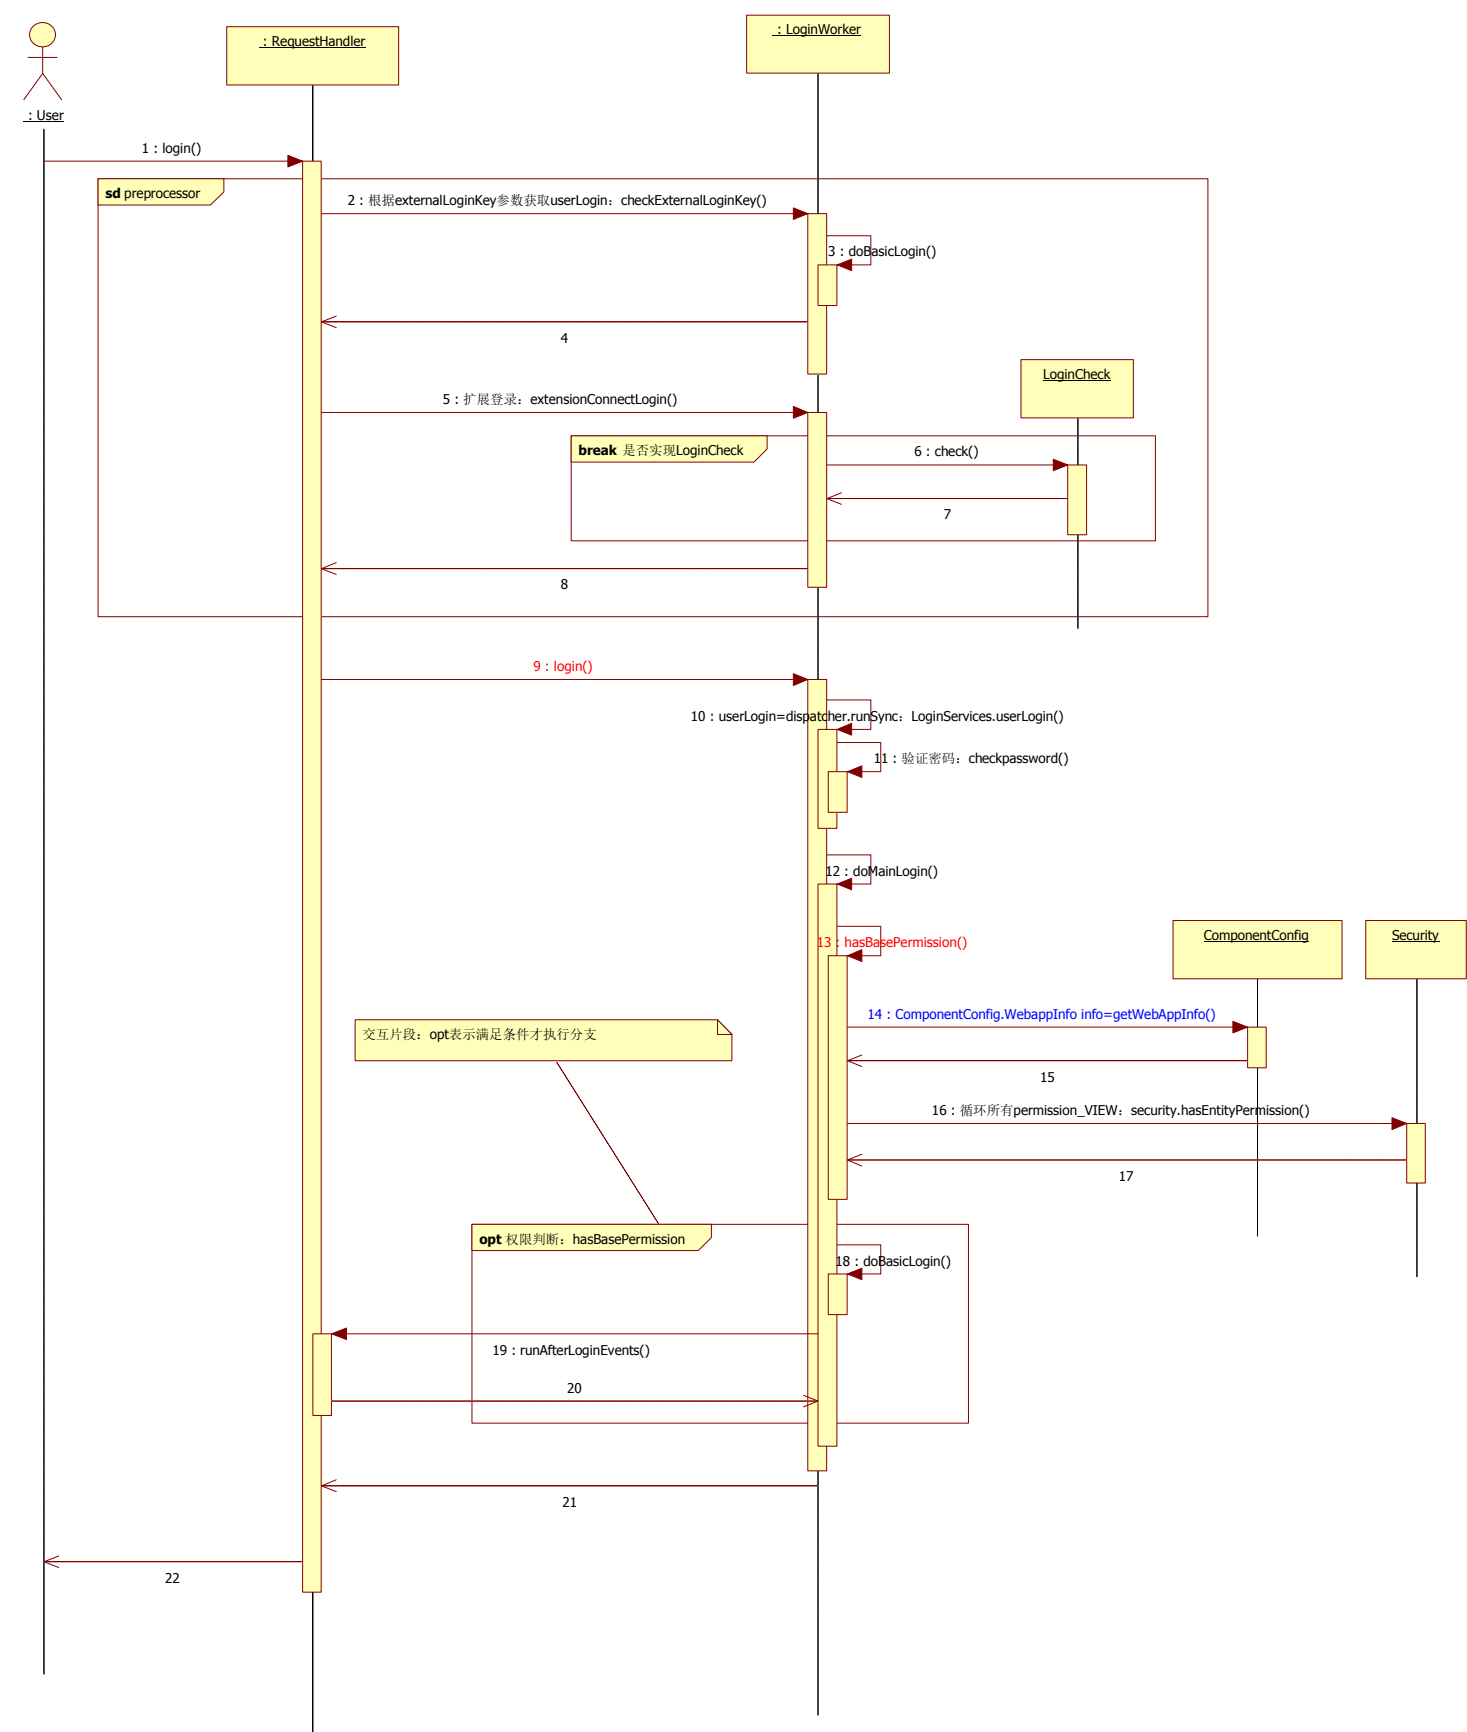 : RequestHandler
: LoginWorker
: User
1 : login()
sd preprocessor
2 : 根据externalLoginKey参数获取userLogin：checkExternalLoginKey()
3 : doBasicLogin()
4
LoginCheck
5 : 扩展登录：extensionConnectLogin()
break 是否实现LoginCheck
6 : check()
7
8
9 : login()
10 : userLogin=dispatcher.runSync：LoginServices.userLogin()
11 : 验证密码：checkpassword()
12 : doMainLogin()
13 : hasBasePermission()
ComponentConfig
Security
14 : ComponentConfig.WebappInfo info=getWebAppInfo()
交互片段：opt表示满足条件才执行分支
15
16 : 循环所有permission_VIEW：security.hasEntityPermission()
17
opt 权限判断：hasBasePermission
18 : doBasicLogin()
19 : runAfterLoginEvents()
20
21
22